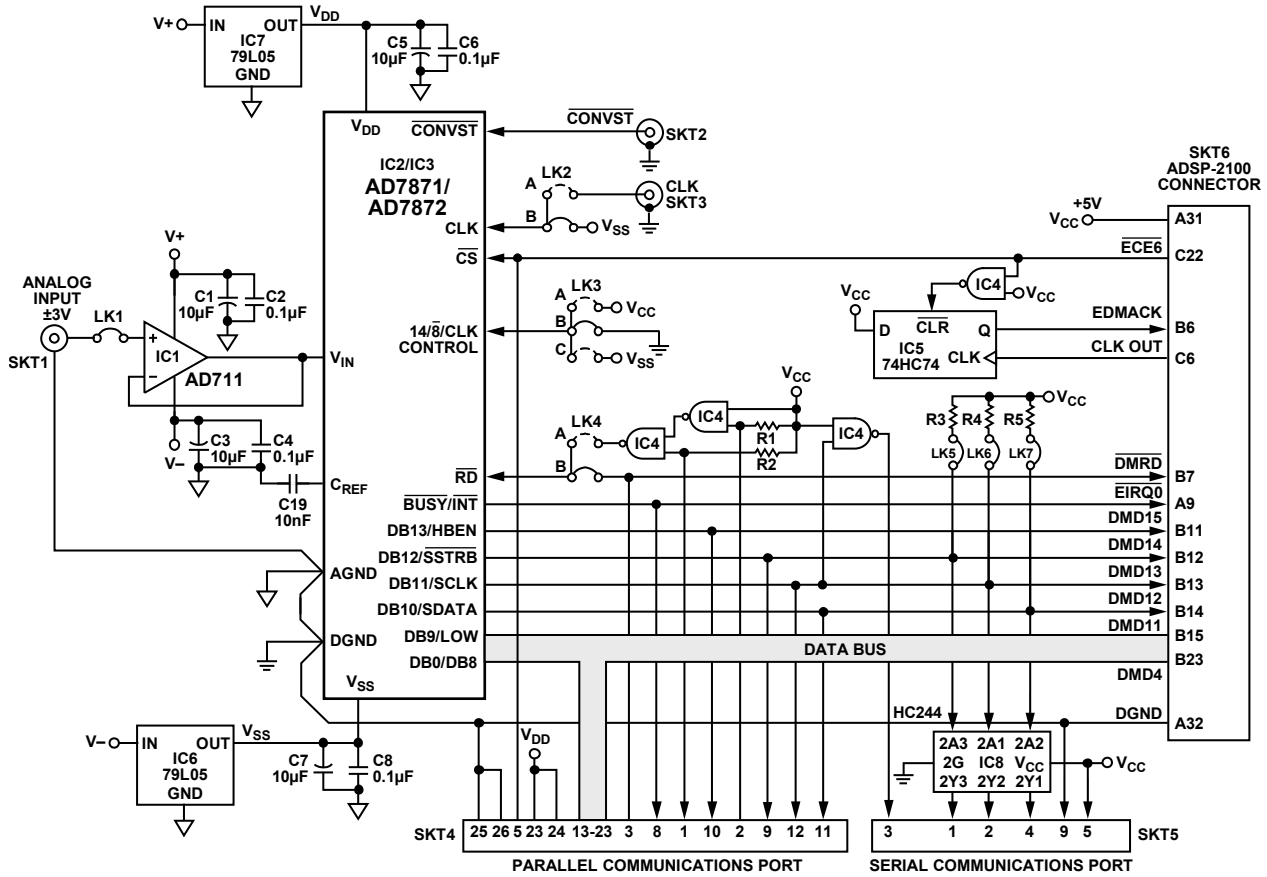 V+
IN
OUT
IC7
79L05
GND
VDD
C5
10µF
C6
0.1µF
VDD
CONVST
CONVST
SKT2
IC2/IC3
AD7871/
AD7872
A
LK2
B
CLK
SKT3
VSS
CLK
CS
SKT6
ADSP-2100
CONNECTOR
+5V
VCC
A31
ECE6
C22
IC4
VCC
VCC
D
CLR
Q
IC5
74HC74
CLK
EDMACK
B6
CLK OUT
C6
V+
C1
10µF
C2
0.1µF
ANALOG
INPUT
±3V
SKT1
LK1
+
−
IC1
AD711
VIN
A
LK3
VCC
B
C
VSS
14/8/CLK
CONTROL
C3
10µF
C4
0.1µF
V−
C19
10nF
CREF
VCC
A
LK4
B
IC4
IC4
R1
R2
IC4
VCC
R3
R4
R5
LK5
LK6
LK7
RD
DMRD
B7
BUSY/INT
EIRQ0
A9
DB13/HBEN
DMD15
B11
DB12/SSTRB
DMD14
B12
AGND
DB11/SCLK
DMD13
B13
DB10/SDATA
DMD12
B14
DGND
DB9/LOW
DMD11
B15
DATA BUS
DB0/DB8
B23
DMD4
VSS
HC244
DGND
A32
V−
IN
OUT
IC6
79L05
GND
VSS
C7
10µF
C8
0.1µF
VDD
2A3
2A1
2A2
2G
IC8
VCC
2Y3
2Y2
2Y1
VCC
SKT4
25
26
5
23
24
13-23
3
8
1
10
2
9
12
11
PARALLEL COMMUNICATIONS PORT
3
1
2
4
9
5
SKT5
SERIAL COMMUNICATIONS PORT